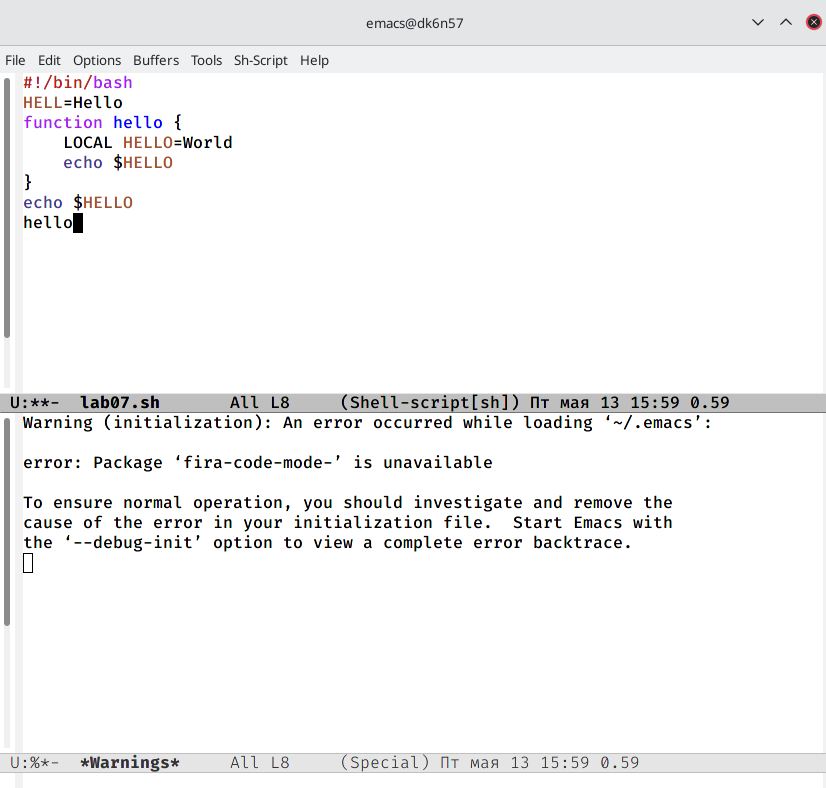 emacs@dk6n57
File Edit Options Buffers Tools Sh-Script Help
#!/bin/bash
HELL=Hello
function hello {
    LOCAL HELLO=World
    echo $HELLO
}
echo $HELLO
hello
U:**-  lab07.sh       All L8     (Shell-script[sh]) Пт мая 13 15:59 0.59
Warning (initialization): An error occurred while loading ‘~/.emacs’:
error: Package ‘fira-code-mode-’ is unavailable
To ensure normal operation, you should investigate and remove the
cause of the error in your initialization file.  Start Emacs with
the ‘--debug-init’ option to view a complete error backtrace.
U:%*-  *Warnings*     All L8     (Special) Пт мая 13 15:59 0.59